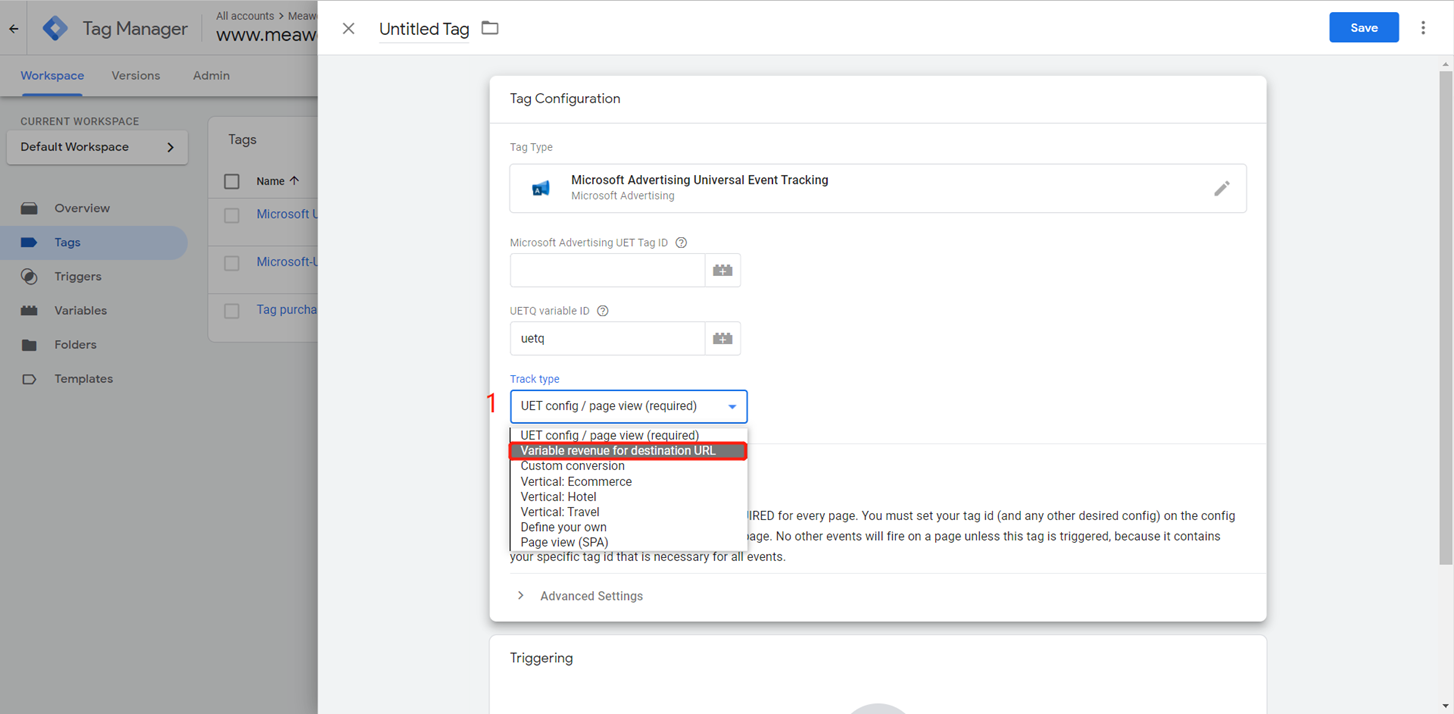 Tag Manager
All accounts > Meaw
www.meaw
Untitled Tag
Save
Workspace
Versions
Admin
CURRENT WORKSPACE
Default Workspace
Overview
Tags
Triggers
Variables
Folders
Templates
Tags
Name
Microsoft U
Microsoft-U
Tag purcha
Tag Configuration
Tag Type
Microsoft Advertising Universal Event Tracking
Microsoft Advertising
A
Microsoft Advertising UET Tag ID ?
UETQ variable ID ?
uetq
Track type
1
UET config / page view (required)
UET config / page view (required)
Variable revenue for destination URL
Custom conversion
Vertical: Ecommerce
Vertical: Hotel
Vertical: Travel
Define your own
Page view (SPA)
IRED for every page. You must set your tag id (and any other desired config) on the config
age. No other events will fire on a page unless this tag is triggered, because it contains
your specific tag id that is necessary for all events.
Advanced Settings
Triggering